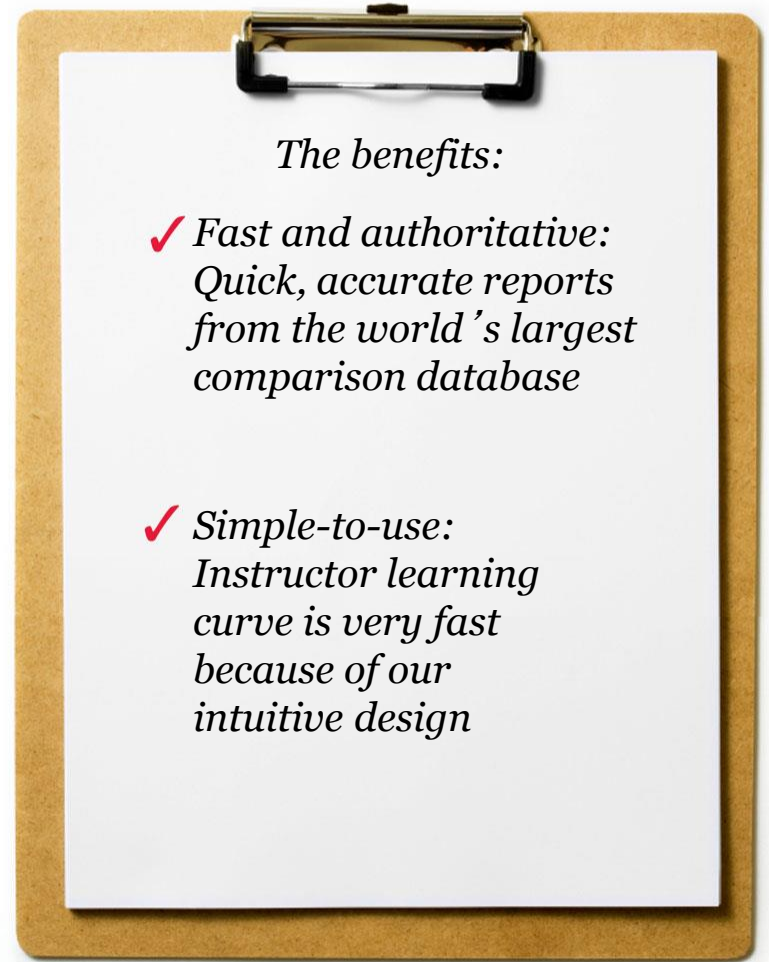 The benefits:
✓ Fast and authoritative:
Quick, accurate reports
from the world ’s largest
comparison database
✓ Simple-to-use:
Instructor learning
curve is very fast
because of our
intuitive design